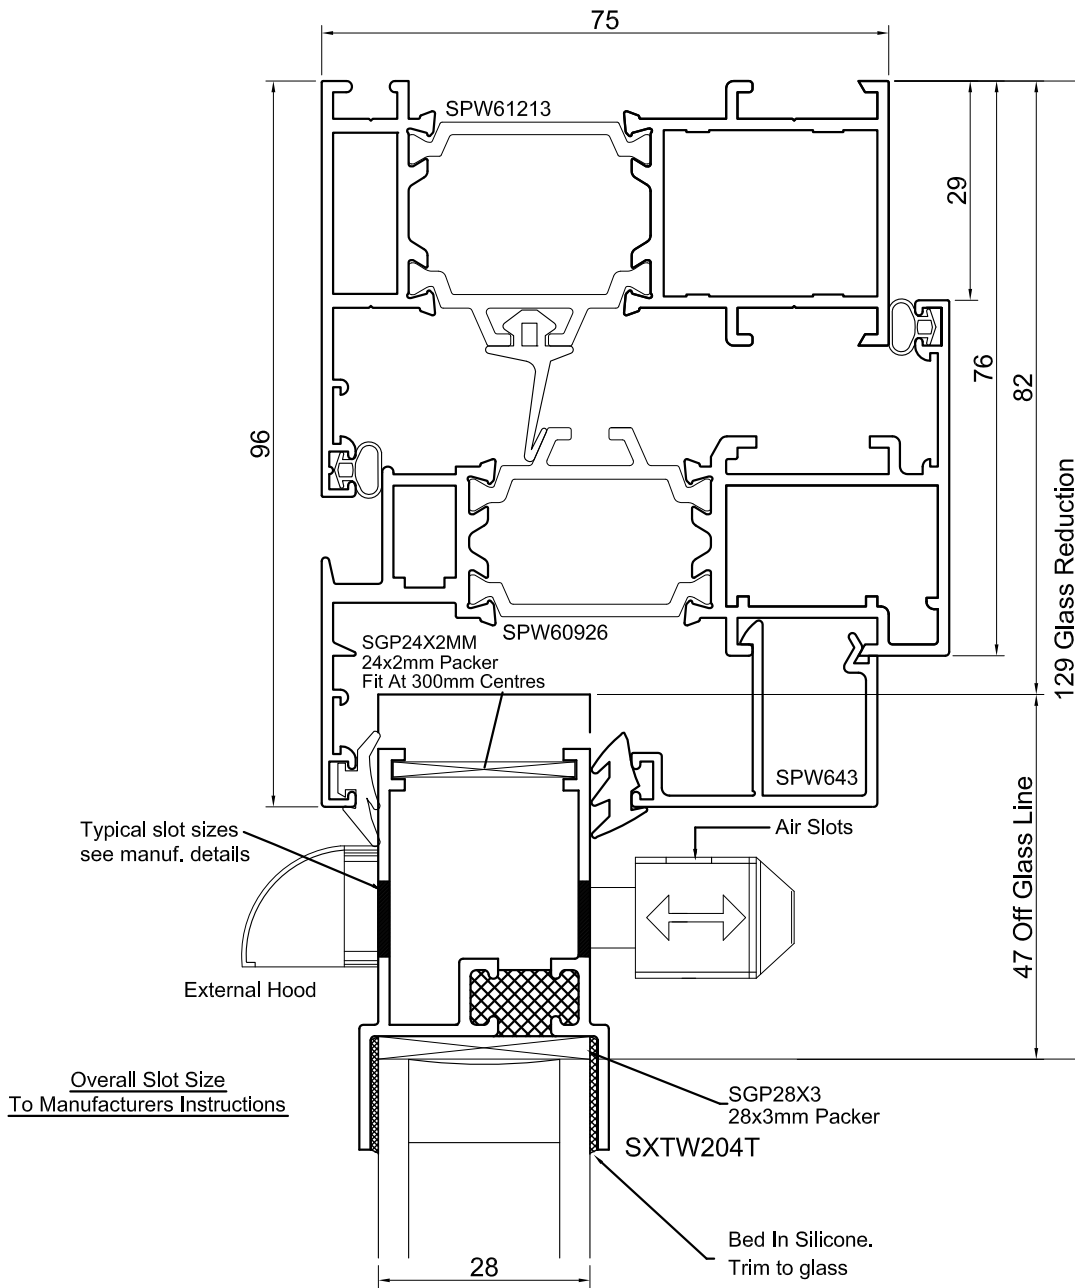 75
SPW61213
29
76
82
96
129 Glass Reduction
SPW60926
SGP24X2MM
24x2mm Packer
Fit At 300mm Centres
SPW643
Typical slot sizes
see manuf. details
Air Slots
47 Off Glass Line
External Hood
Overall Slot Size
To Manufacturers Instructions
SGP28X3
28x3mm Packer
SXTW204T
Bed In Silicone.
Trim to glass
28